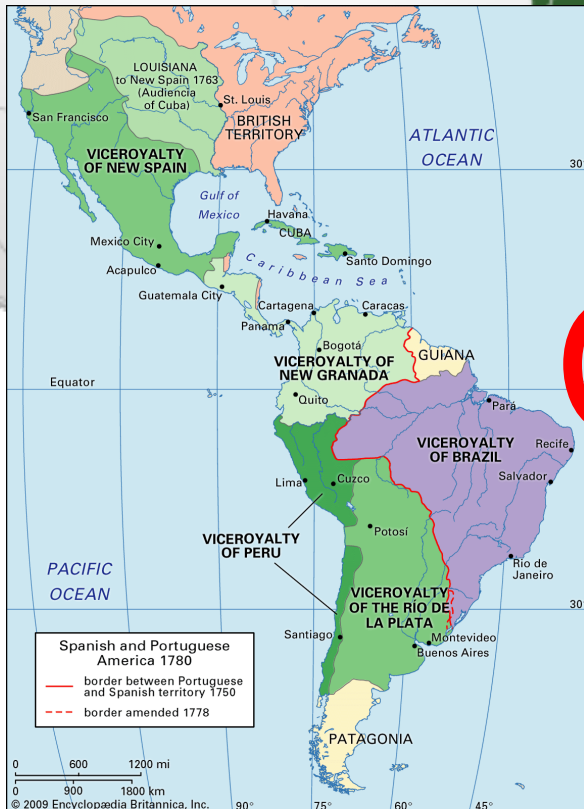 LOUISIANA
to New Spain 1763
(Audiencia
of Cuba)
St. Louis
BRITISH
TERRITORY
San Francisco
VICEROYALTY
OF NEW SPAIN
ATLANTIC
OCEAN
30
Gulf of
Mexico
Havana
CUBA
Mexico City
Santo Domingo
Acapulco
Caribbean Sea
Guatemala City
Cartagena
Caracas
Panama
Bogotá
GUIANA
VICEROYALTY OF
NEW GRANADA
Equator
Quito
Pará
VICEROYALTY
OF BRAZIL
Recife
Lima
Cuzco
Salvador
VICEROYALTY
OF PERU
Potosí
PACIFIC
OCEAN
Rio de
Janeiro
VICEROYALTY
OF THE RÍO DE
LA PLATA
30°
Santiago
Montevideo
Buenos Aires
Spanish and Portuguese
America 1780
border between Portuguese
and Spanish territory 1750
border amended 1778
PATAGONIA
0 600 1200 mi
0 900 1800 km
© 2009 Encyclopædia Britannica, Inc.
90° 75° 60° 45°